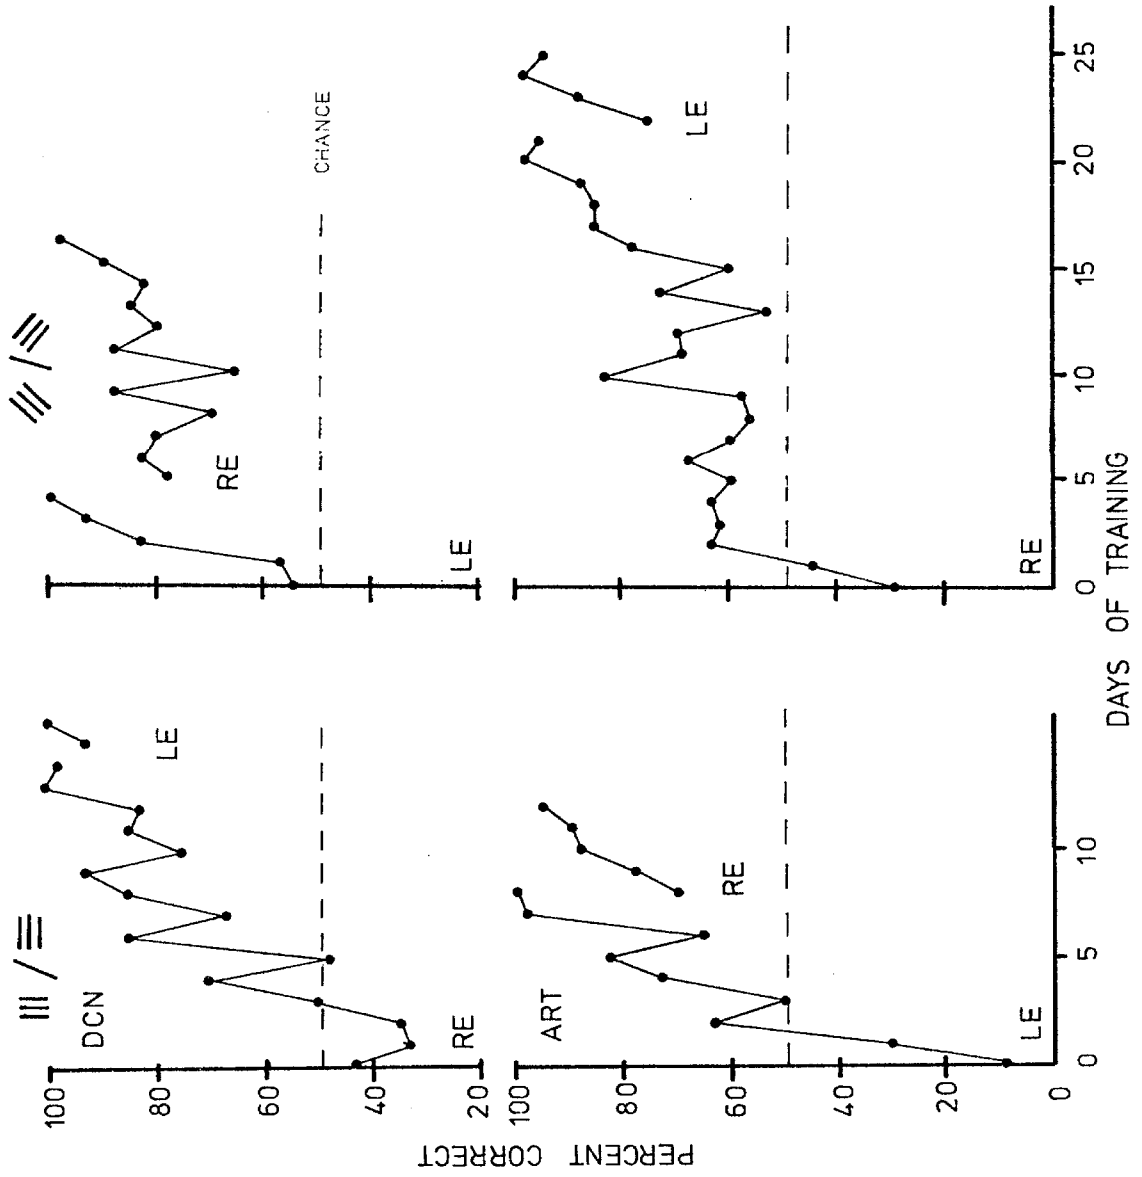 ||| / ☰
/// / \\\
DCN
LE
RE
RE
CHANCE
LE
100
80
60
40
20
PERCENT CORRECT
ART
RE
LE
LE
RE
100
80
60
40
20
0
0 5 10
0 5 10 15 20 25
DAYS OF TRAINING